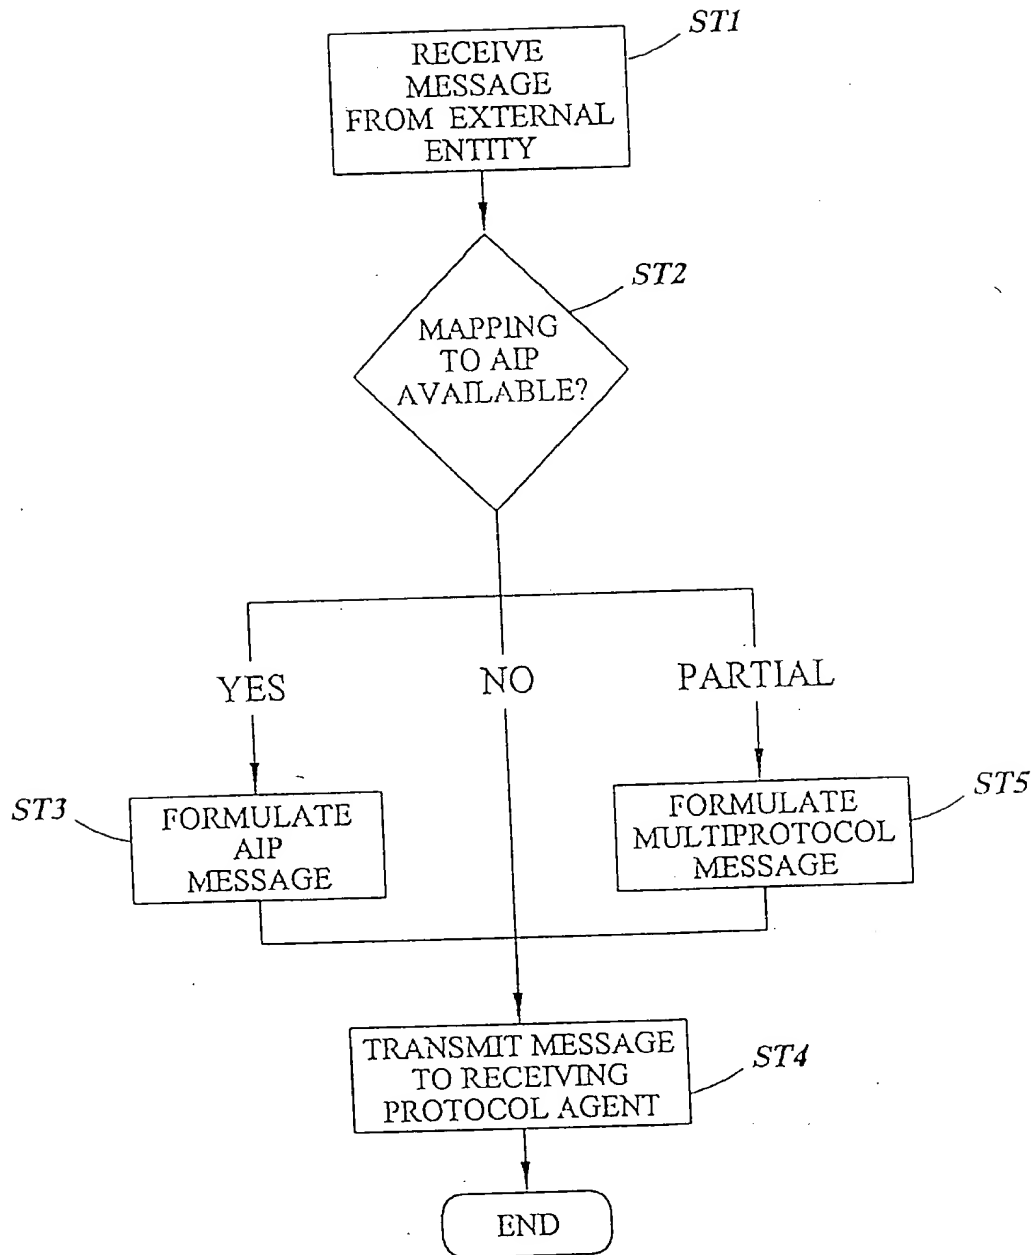 ST1
RECEIVE
MESSAGE
FROM EXTERNAL
ENTITY
ST2
MAPPING
TO AIP
AVAILABLE?
YES
NO
PARTIAL
ST3
FORMULATE
AIP
MESSAGE
FORMULATE
MULTIPROTOCOL
MESSAGE
ST5
TRANSMIT MESSAGE
TO RECEIVING
PROTOCOL AGENT
ST4
END